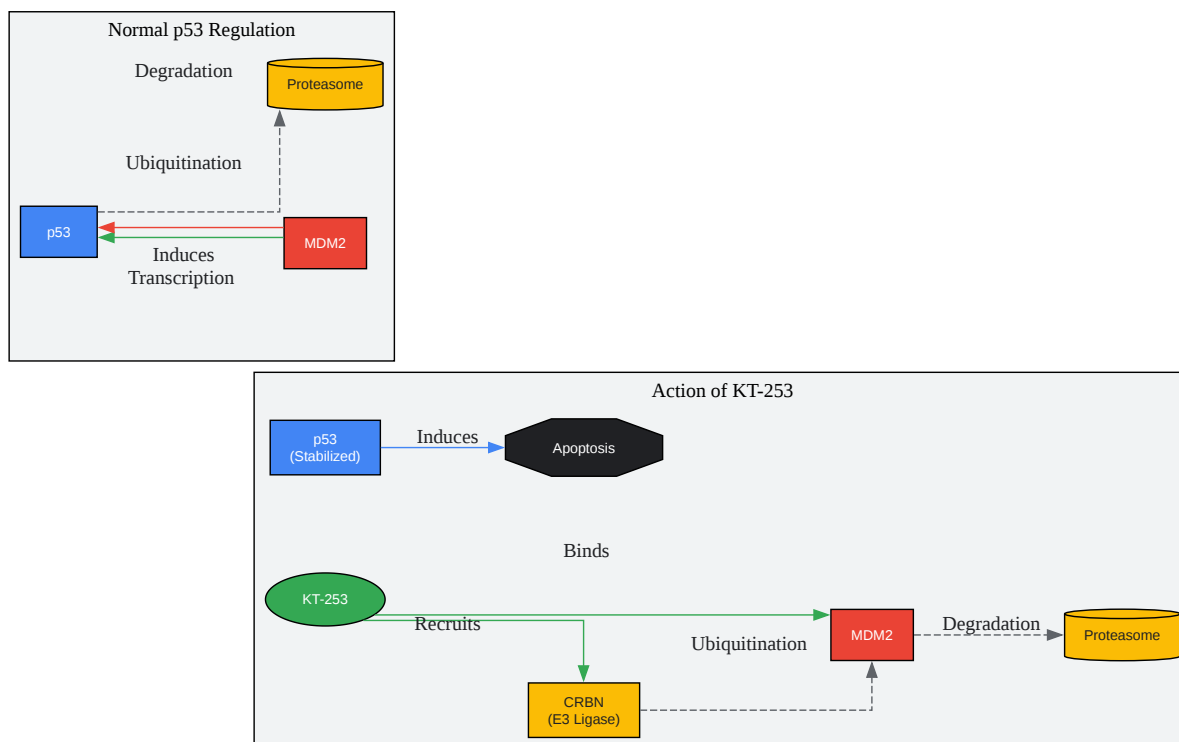 Normal p53 Regulation
Degradation
Proteasome
Ubiquitination
p53
MDM2
Induces
Transcription
Action of KT-253
p53
(Stabilized)
Induces
Apoptosis
Binds
KT-253
Recruits
Ubiquitination
MDM2
Degradation
Proteasome
CRBN
(E3 Ligase)